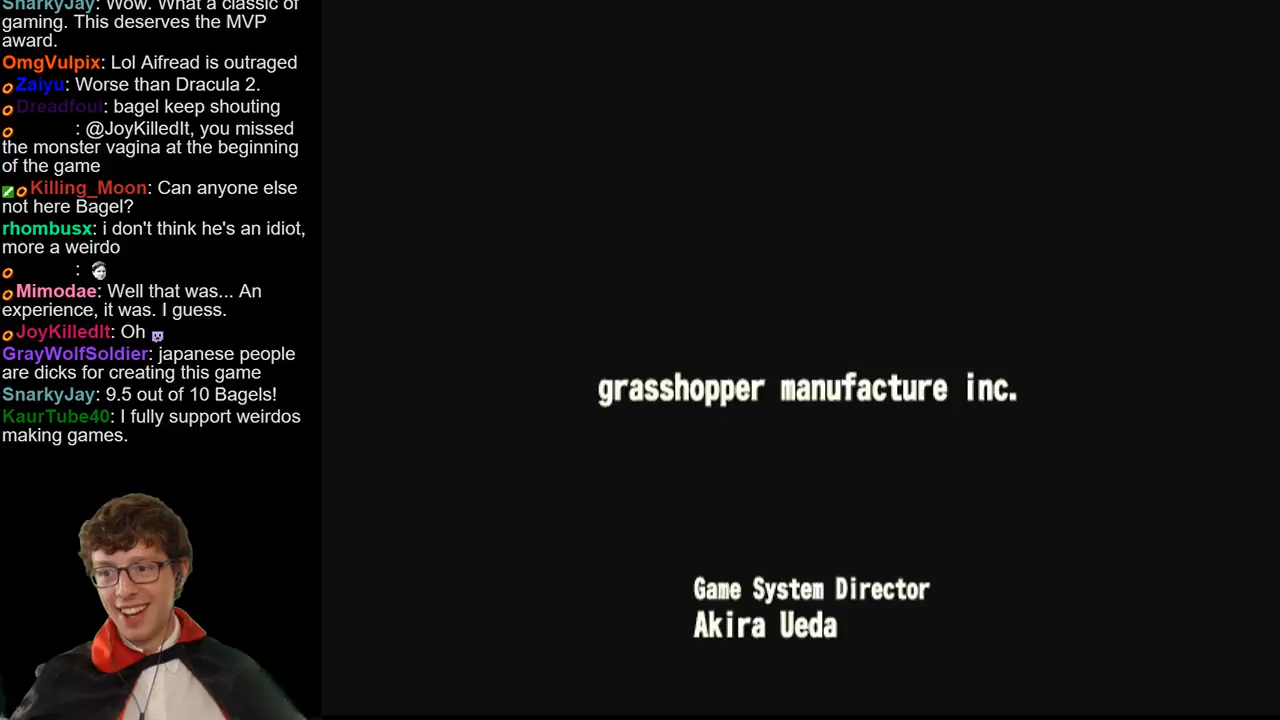 SnarkyJay: Wow. What a classic of
gaming. This deserves the MVP
award.
OmgVulpix: Lol Aifread is outraged
Zaiyu: Worse than Dracula 2.
Dreadfoul: bagel keep shouting
: @JoyKilledIt, you missed
the monster vagina at the beginning
of the game
Killing_Moon: Can anyone else
not here Bagel?
rhombusx: i don't think he's an idiot,
more a weirdo
:
Mimodae: Well that was... An
experience, it was. I guess.
JoyKilledIt: Oh
GrayWolfSoldier: japanese people
are dicks for creating this game
SnarkyJay: 9.5 out of 10 Bagels!
KaurTube40: I fully support weirdos
making games.
grasshopper manufacture inc.
Game System Director
Akira Ueda